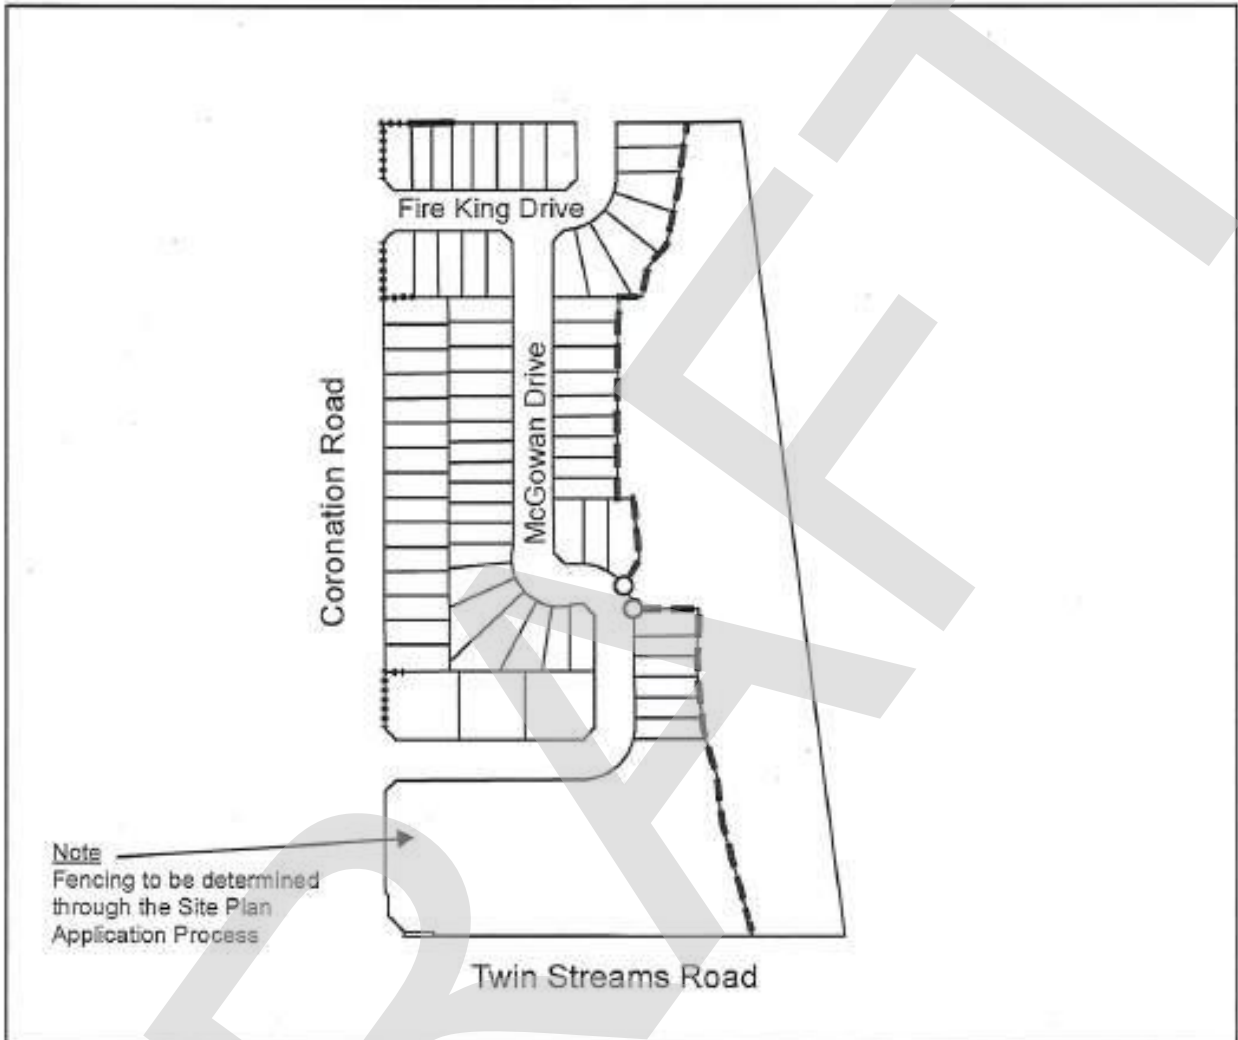 Fire King Drive
McGowan Drive
Coronation Road
Note
Fencing to be determined
through the Site Plan
Application Process
Twin Streams Road
DRAFT